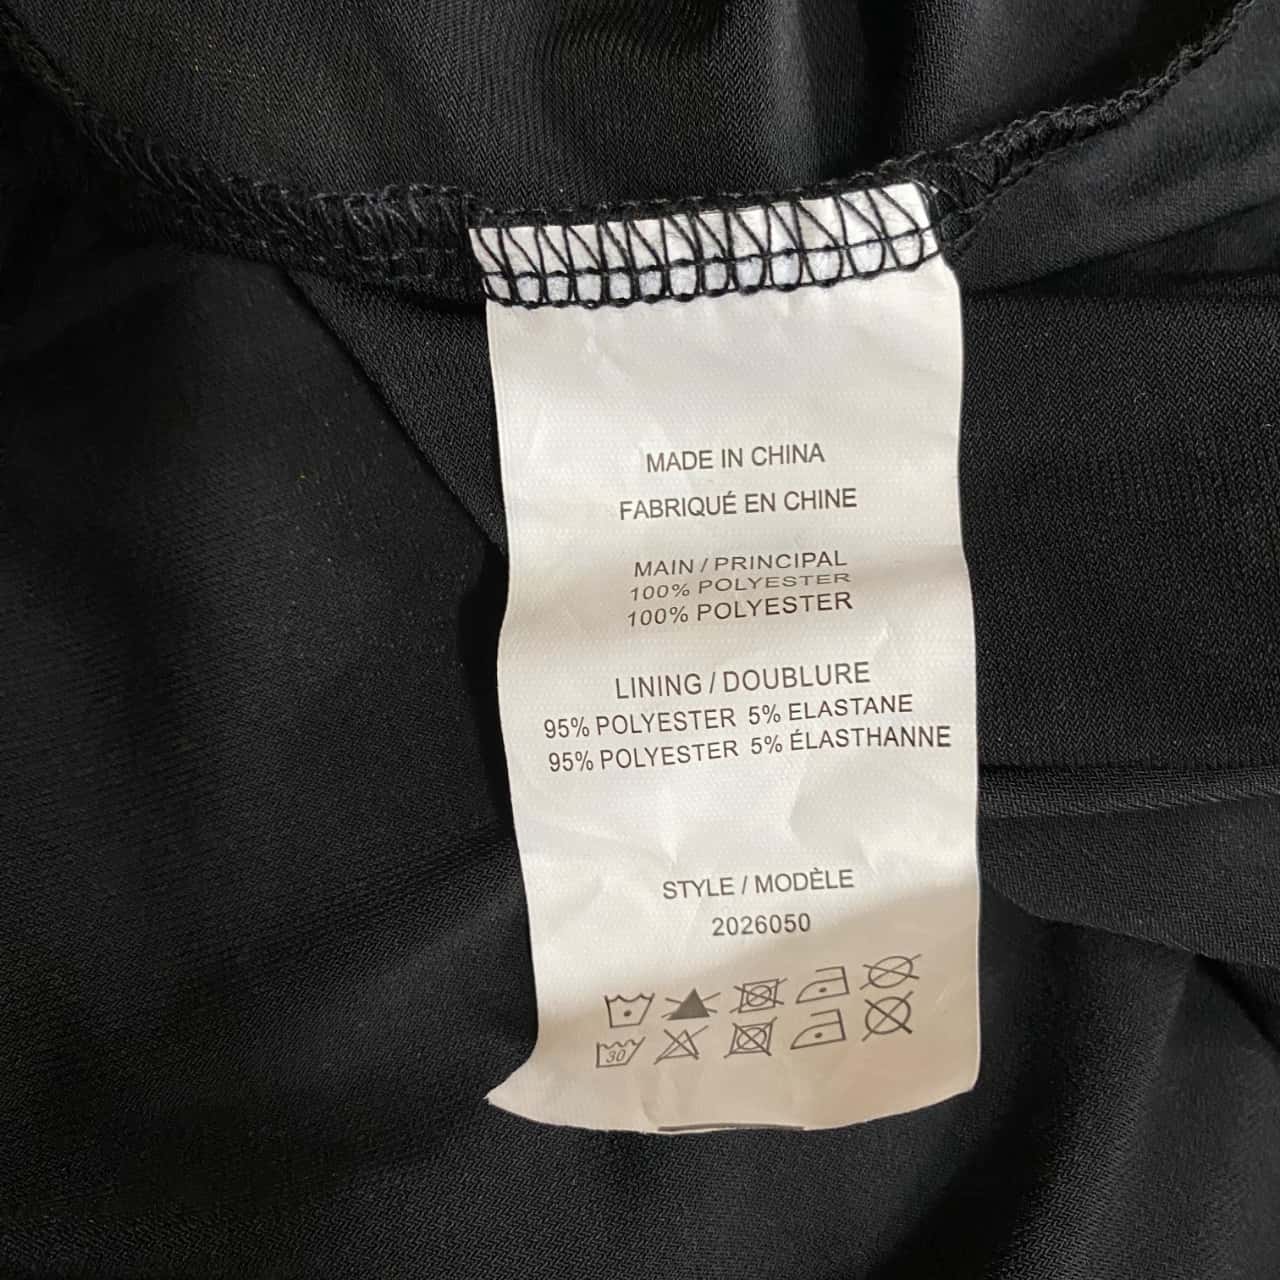 MADE IN CHINA
FABRIQUÉ EN CHINE
MAIN / PRINCIPAL
100% POLYESTER
100% POLYESTER
LINING / DOUBLURE
95% POLYESTER 5% ELASTANE
95% POLYESTER 5% ÉLASTHANNE
STYLE / MODÈLE
2026050
30